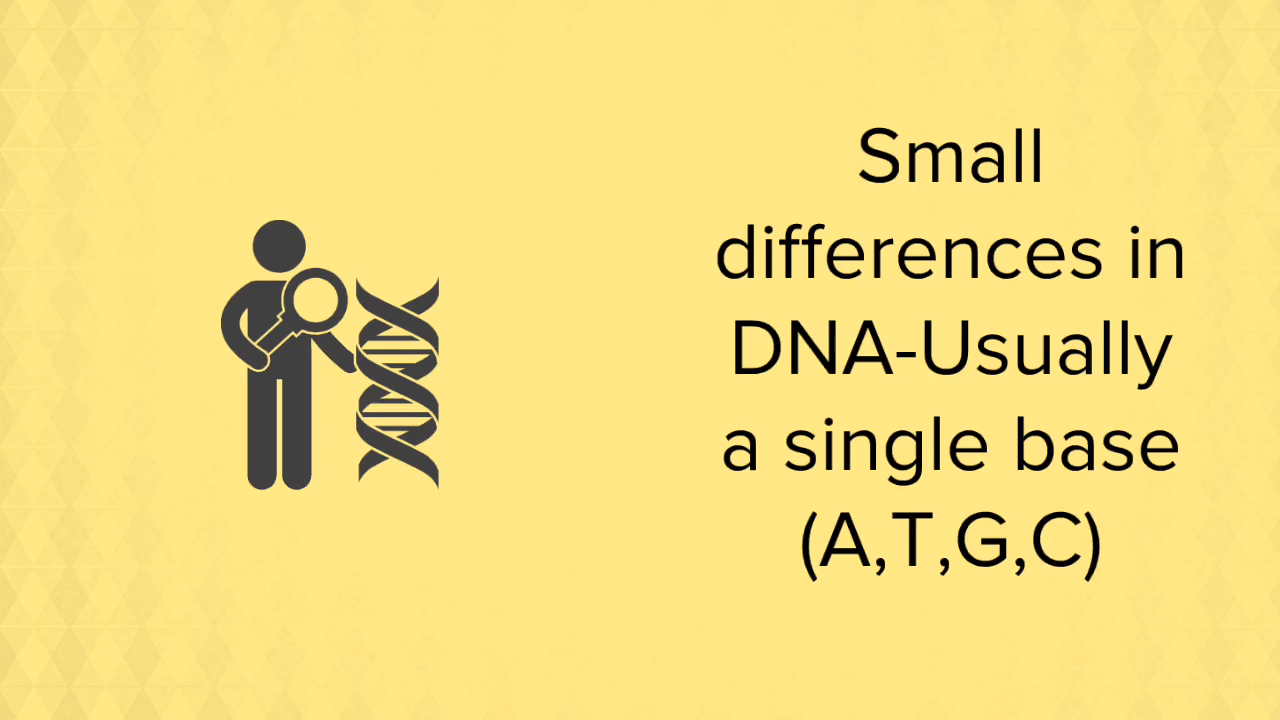 Small
differences in
DNA-Usually
a single base
(A,T,G,C)